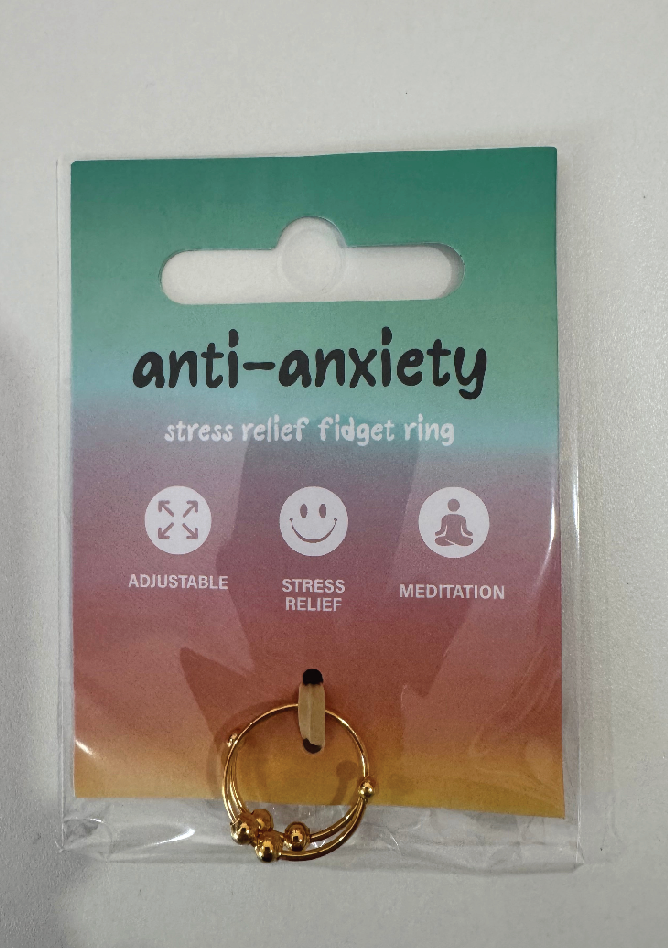 anti-anxiety
stress relief fidget ring
ADJUSTABLE
STRESS
RELIEF
MEDITATION